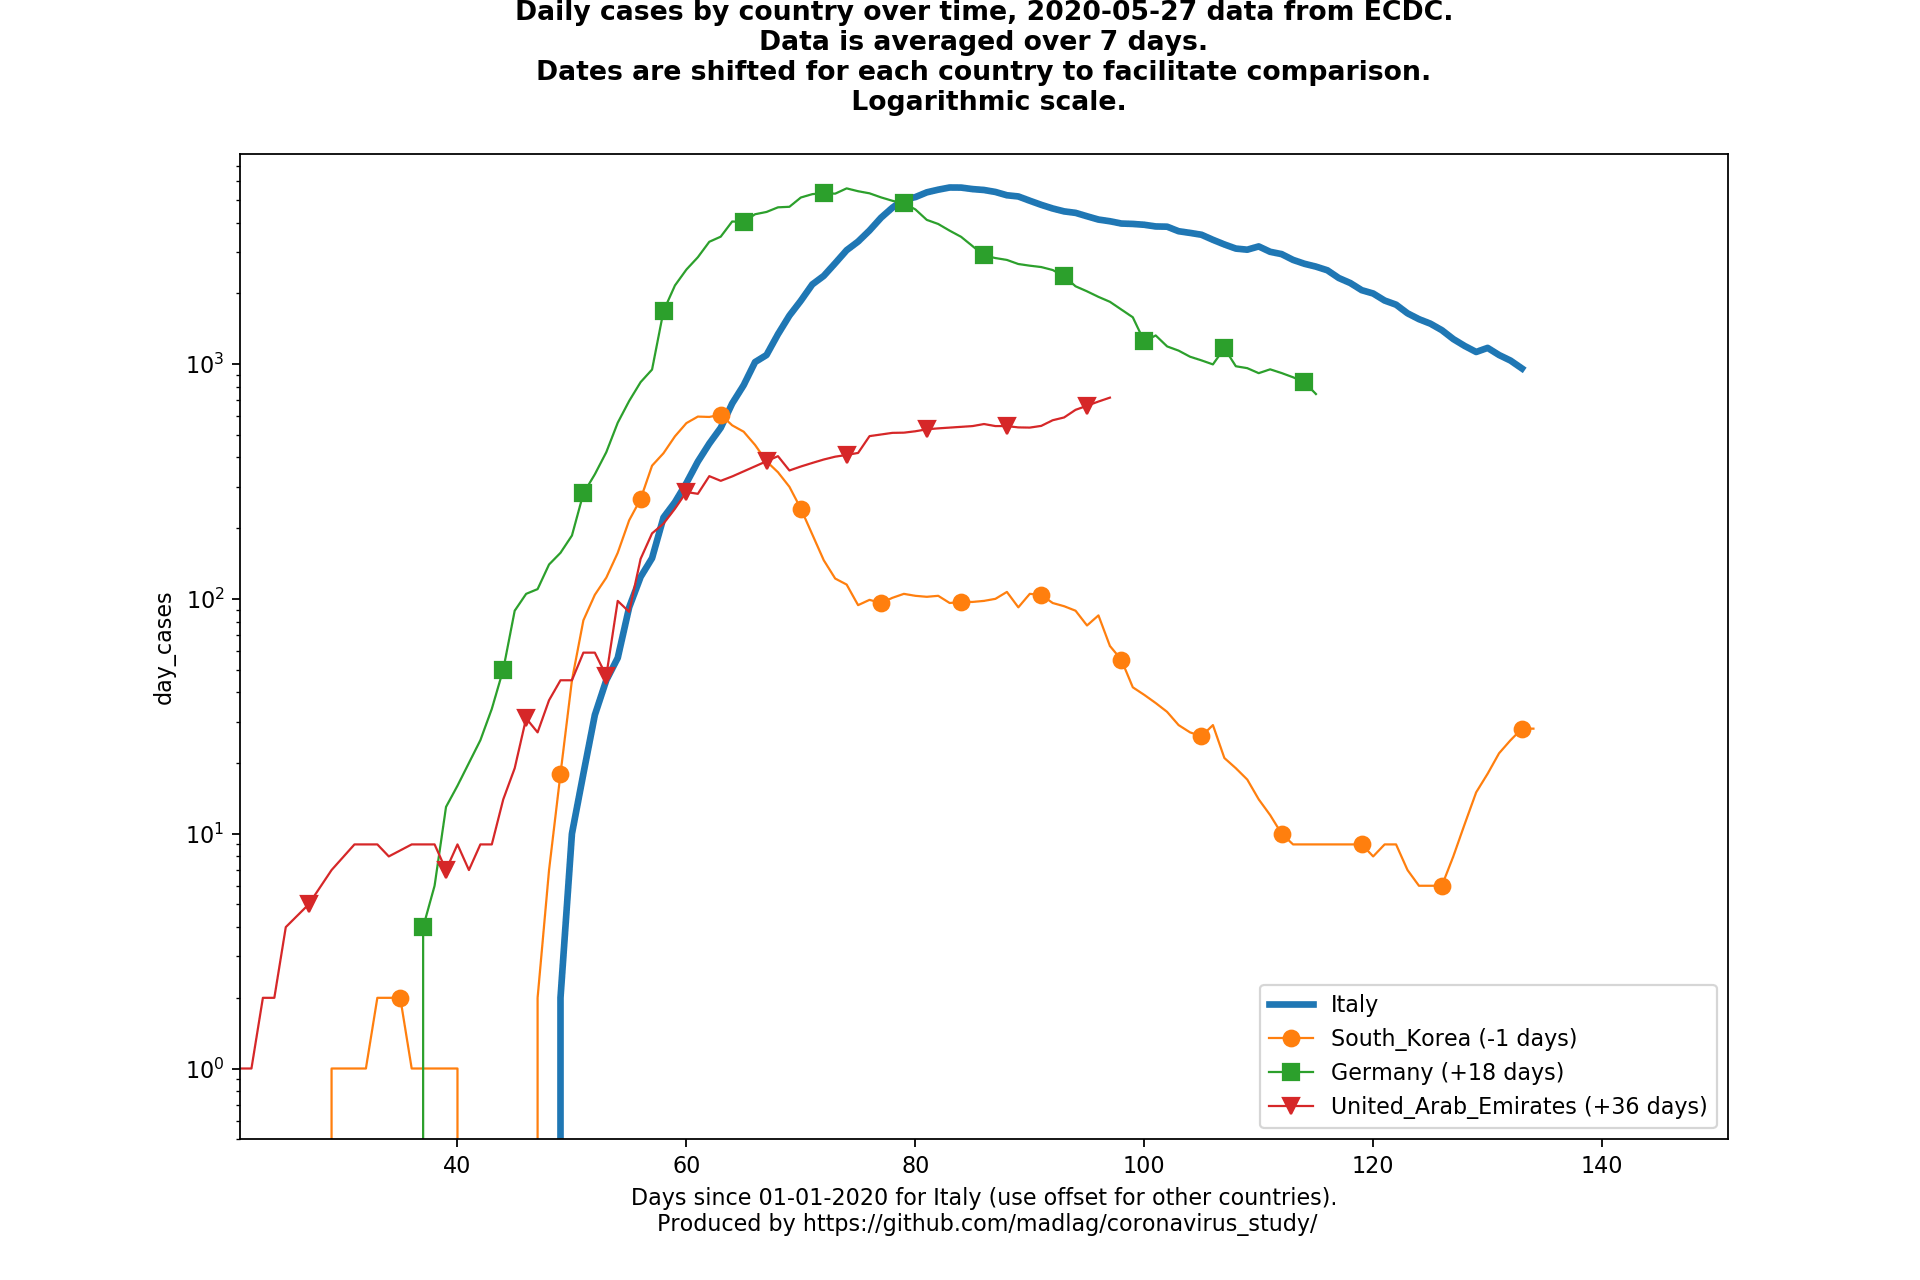 Daily cases by country over time, 2020-05-27 data from ECDC.
Data is averaged over 7 days.
Dates are shifted for each country to facilitate comparison.
Logarithmic scale.
10³
10²
10¹
10⁰
day_cases
40 60 80 100 120 140
Days since 01-01-2020 for Italy (use offset for other countries).
Produced by https://github.com/madlag/coronavirus_study/
Italy
South_Korea (-1 days)
Germany (+18 days)
United_Arab_Emirates (+36 days)